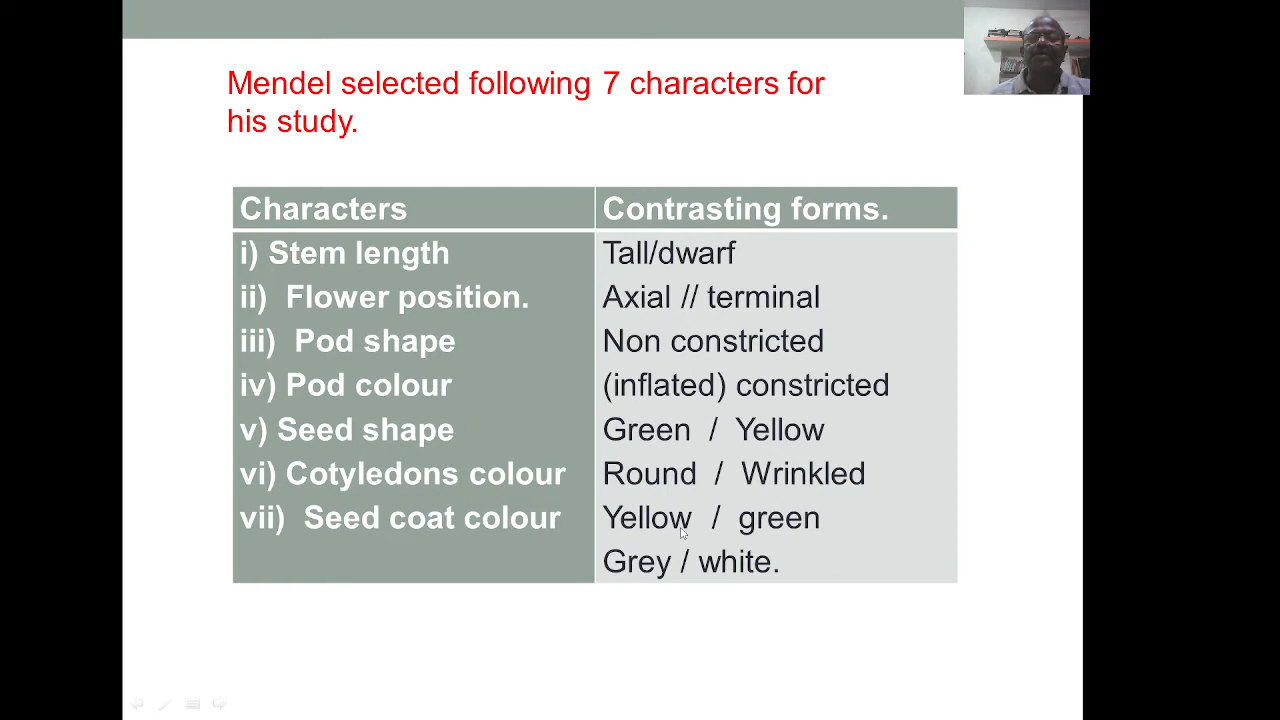 Mendel selected following 7 characters for
his study.
Characters Contrasting forms.
i) Stem length Tall/dwarf
ii) Flower position. Axial // terminal
iii) Pod shape Non constricted
iv) Pod colour (inflated) constricted
v) Seed shape Green / Yellow
vi) Cotyledons colour Round / Wrinkled
vii) Seed coat colour Yellow / green
Grey / white.